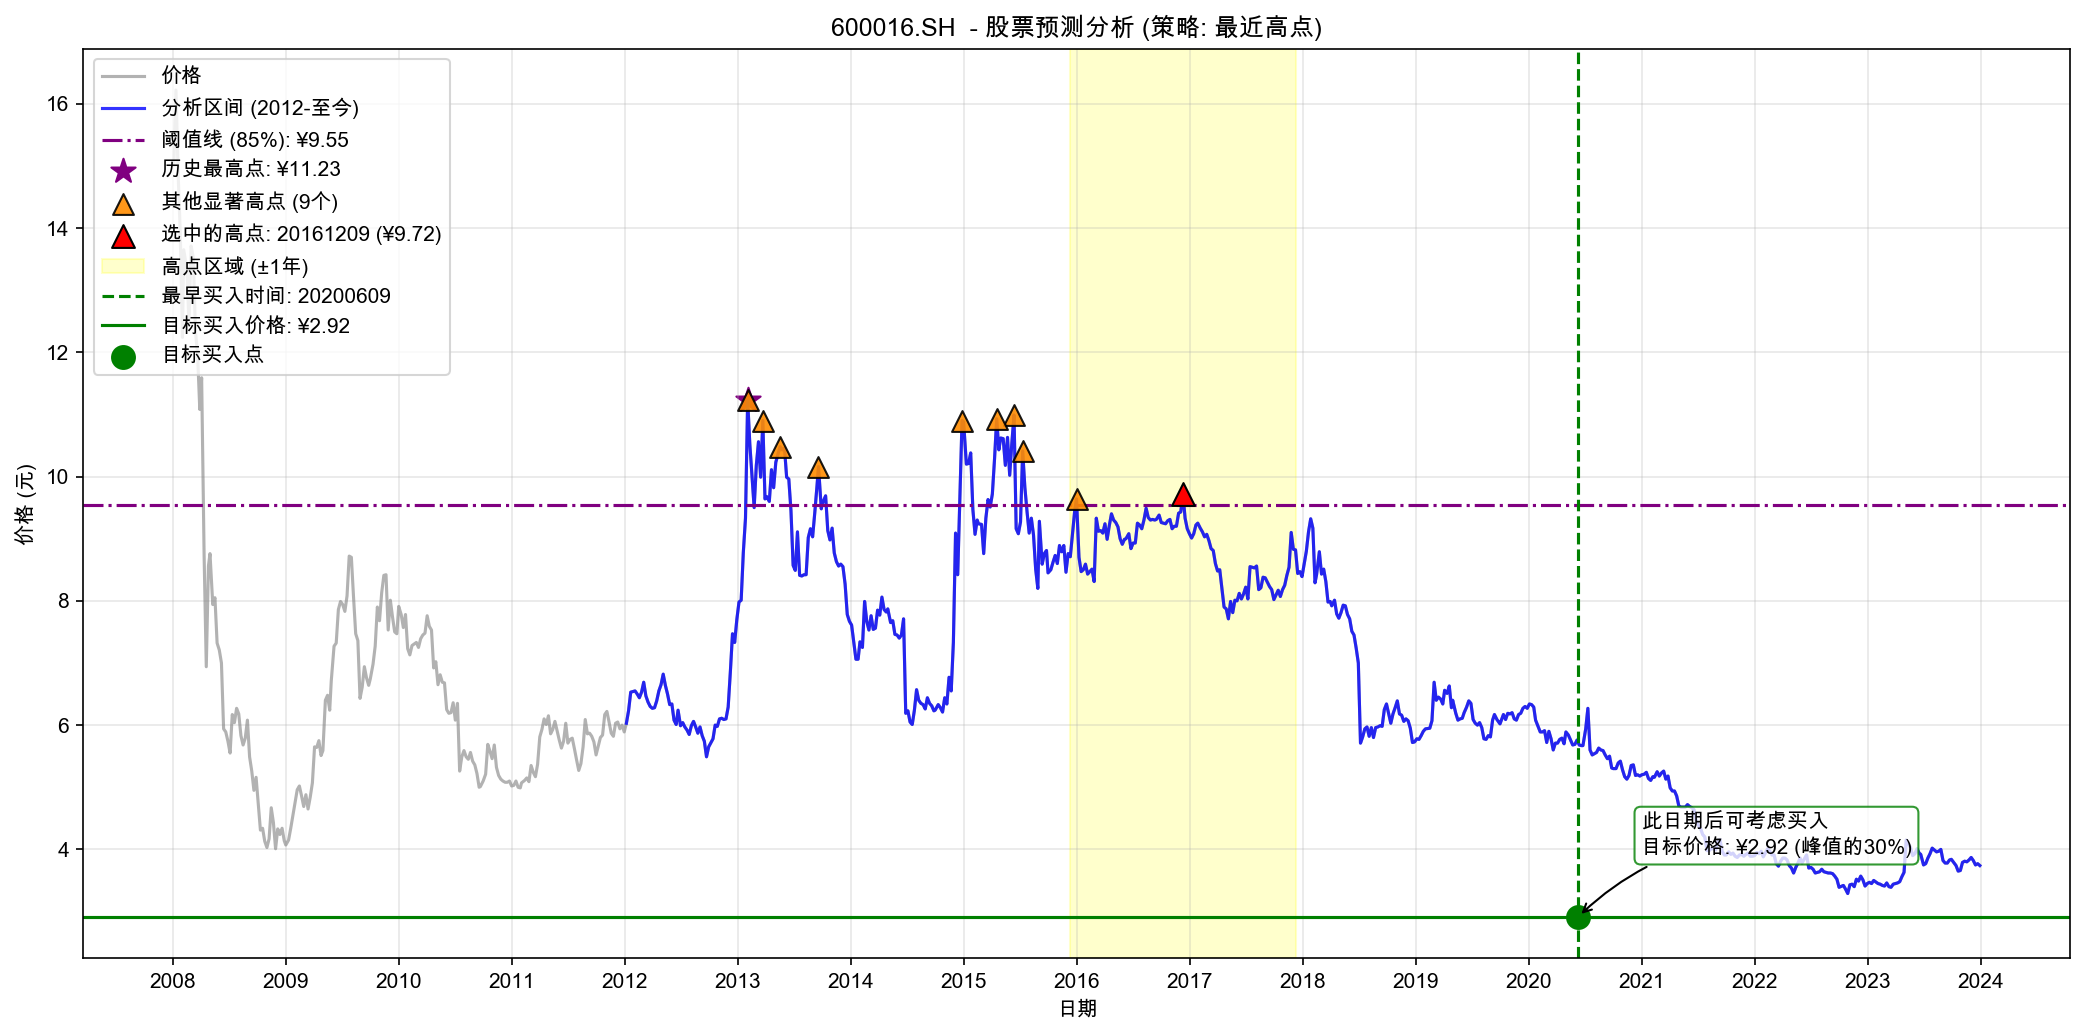 600016.SH - 股票预测分析 (策略: 最近高点)
价格
分析区间 (2012-至今)
阈值线 (85%): ¥9.55
历史最高点: ¥11.23
其他显著高点 (9个)
选中的高点: 20161209 (¥9.72)
高点区域 (±1年)
最早买入时间: 20200609
目标买入价格: ¥2.92
目标买入点
价格 (元)
16
14
12
10
8
6
4
此日期后可考虑买入
目标价格: ¥2.92 (峰值的30%)
2008 2009 2010 2011 2012 2013 2014 2015 2016 2017 2018 2019 2020 2021 2022 2023 2024
日期